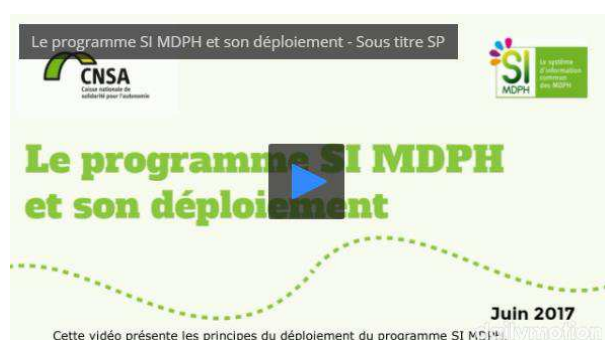 Le programme SI MDPH et son déploiement - Sous titre SP
CNSA
Caisse nationale de
solidarité pour l'autonomie
SI
MDPH
Le système
d'information
commun
des MDPH
Le programme SI MDPH
et son déploiement
Juin 2017
dailymotion
Cette vidéo présente les principes du déploiement du programme SI MDPH.